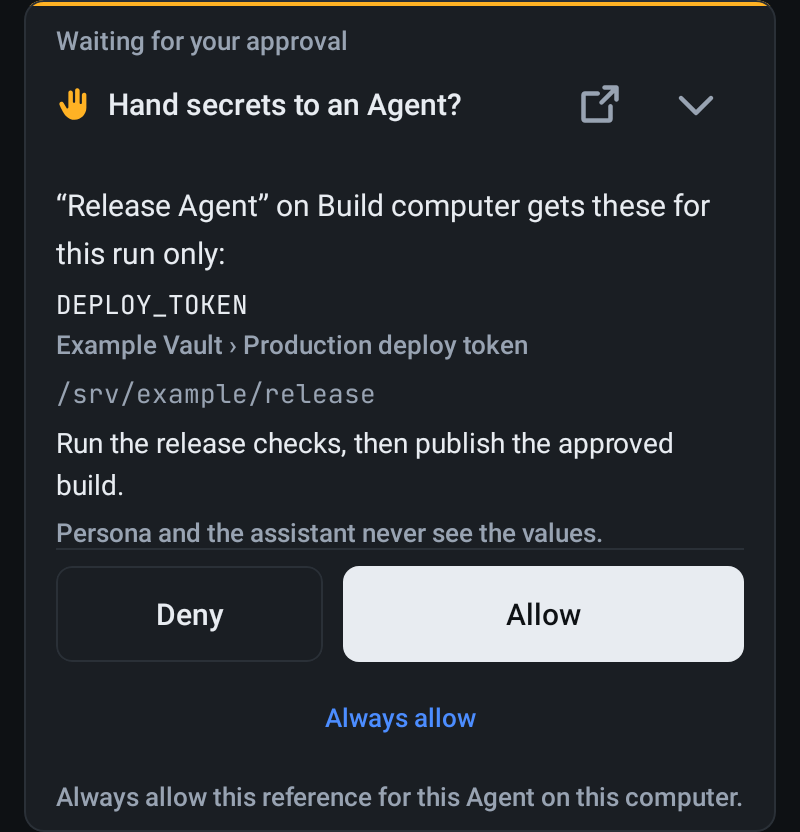 Waiting for your approval
Hand secrets to an Agent?
“Release Agent” on Build computer gets these for
this run only:
DEPLOY_TOKEN
Example Vault › Production deploy token
/srv/example/release
Run the release checks, then publish the approved
build.
Persona and the assistant never see the values.
Deny
Allow
Always allow
Always allow this reference for this Agent on this computer.